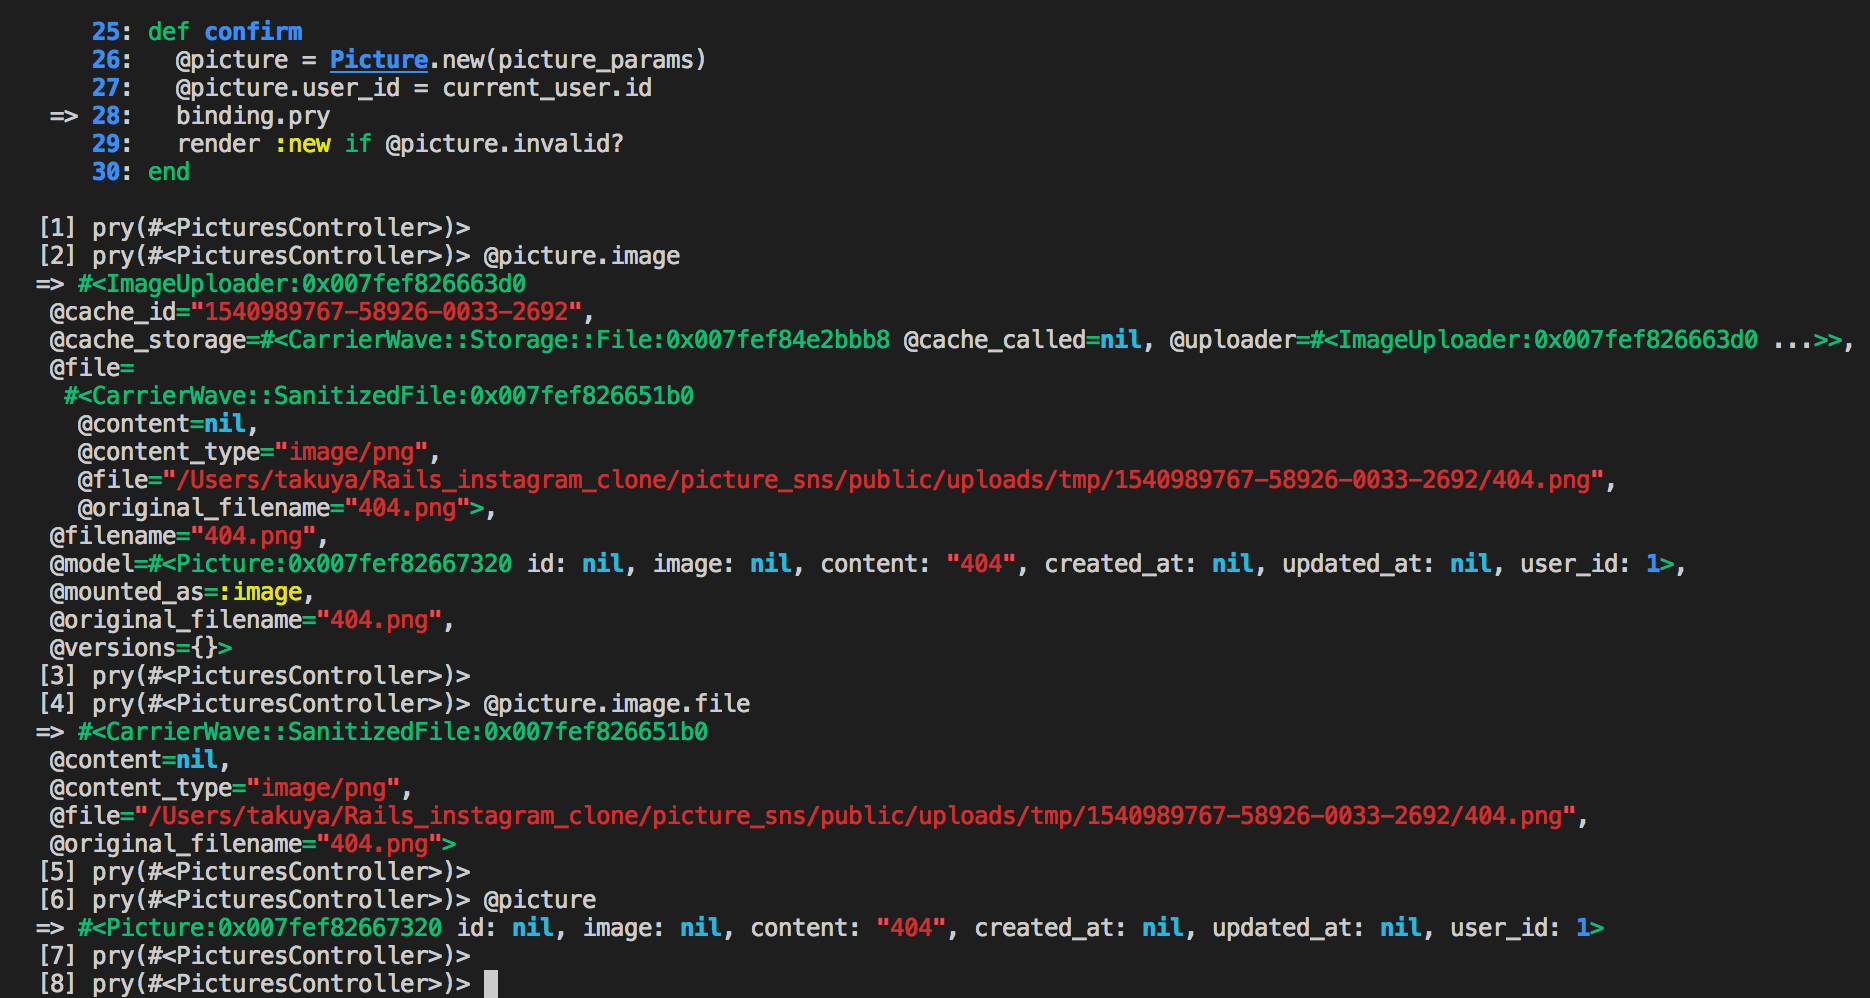 25: def confirm
26:   @picture = Picture.new(picture_params)
27:   @picture.user_id = current_user.id
=> 28:   binding.pry
29:   render :new if @picture.invalid?
30: end
[1] pry(#<PicturesController>)>
[2] pry(#<PicturesController>)> @picture.image
=> #<ImageUploader:0x007fef826663d0
@cache_id="1540989767-58926-0033-2692",
@cache_storage=#<CarrierWave::Storage::File:0x007fef84e2bbb8 @cache_called=nil, @uploader=#<ImageUploader:0x007fef826663d0 ...>>,
@file=
#<CarrierWave::SanitizedFile:0x007fef826651b0
@content=nil,
@content_type="image/png",
@file="/Users/takuya/Rails_instagram_clone/picture_sns/public/uploads/tmp/1540989767-58926-0033-2692/404.png",
@original_filename="404.png">,
@filename="404.png",
@model=#<Picture:0x007fef82667320 id: nil, image: nil, content: "404", created_at: nil, updated_at: nil, user_id: 1>,
@mounted_as=:image,
@original_filename="404.png",
@versions={}>
[3] pry(#<PicturesController>)>
[4] pry(#<PicturesController>)> @picture.image.file
=> #<CarrierWave::SanitizedFile:0x007fef826651b0
@content=nil,
@content_type="image/png",
@file="/Users/takuya/Rails_instagram_clone/picture_sns/public/uploads/tmp/1540989767-58926-0033-2692/404.png",
@original_filename="404.png">
[5] pry(#<PicturesController>)>
[6] pry(#<PicturesController>)> @picture
=> #<Picture:0x007fef82667320 id: nil, image: nil, content: "404", created_at: nil, updated_at: nil, user_id: 1>
[7] pry(#<PicturesController>)>
[8] pry(#<PicturesController>)>